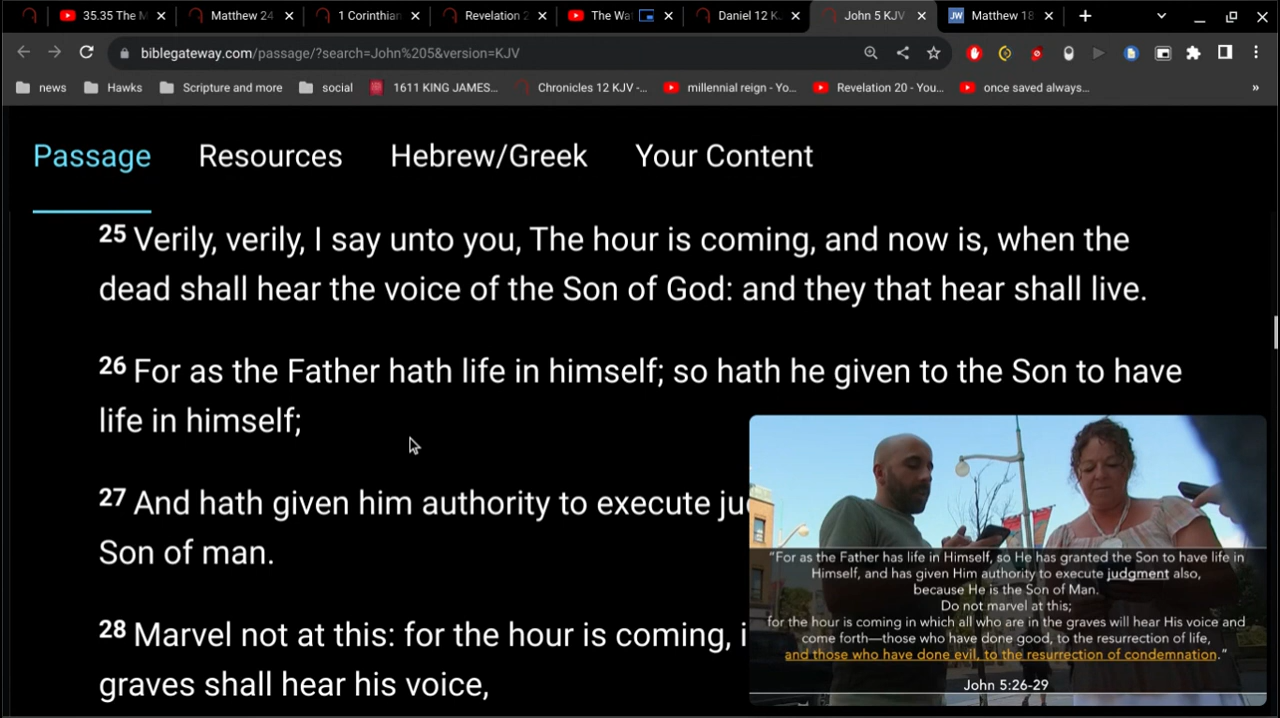 35.35 The M
Matthew 24
1 Corinthian
Revelation 2
The Wa
Daniel 12 K
John 5 KJV
JW
Matthew 18
biblegateway.com/passage/?search=John%205&version=KJV
news
Hawks
Scripture and more
social
1611 KING JAMES...
Chronicles 12 KJV -...
millennial reign - Yo...
Revelation 20 - You...
once saved always...
»
Passage
Resources
Hebrew/Greek
Your Content
25 Verily, verily, I say unto you, The hour is coming, and now is, when the
dead shall hear the voice of the Son of God: and they that hear shall live.
26 For as the Father hath life in himself; so hath he given to the Son to have
life in himself;
27 And hath given him authority to execute
Son of man.
28 Marvel not at this: for the hour is coming,
graves shall hear his voice,
"For as the Father has life in Himself, so He has granted the Son to have life in
Himself, and has given Him authority to execute judgment also,
because He is the Son of Man.
Do not marvel at this;
for the hour is coming in which all who are in the graves will hear His voice and
come forth—those who have done good, to the resurrection of life,
and those who have done evil, to the resurrection of condemnation."
John 5:26-29